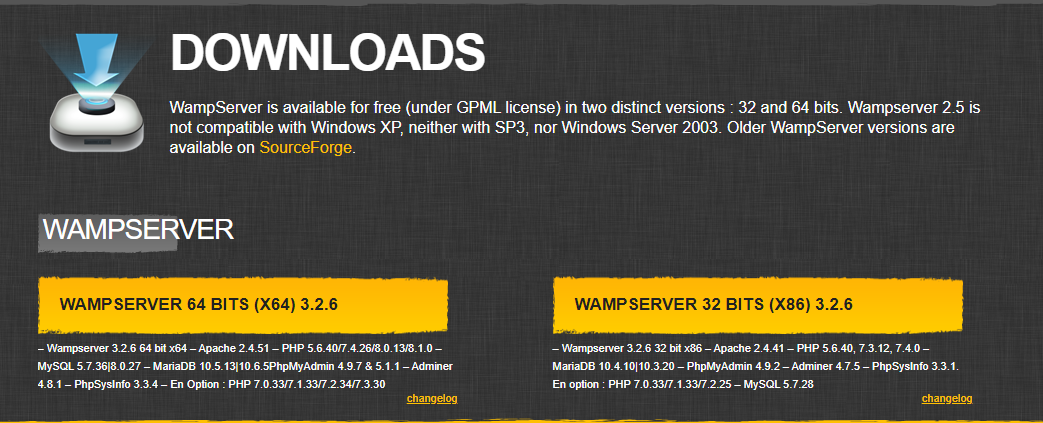 DOWNLOADS
WampServer is available for free (under GPML license) in two distinct versions : 32 and 64 bits. Wampserver 2.5 is
not compatible with Windows XP, neither with SP3, nor Windows Server 2003. Older WampServer versions are
available on SourceForge.
WAMPSERVER
WAMPSERVER 64 BITS (X64) 3.2.6
– Wampserver 3.2.6 64 bit x64 – Apache 2.4.51 – PHP 5.6.40/7.4.26/8.0.13/8.1.0 –
MySQL 5.7.36|8.0.27 – MariaDB 10.5.13|10.6.5PhpMyAdmin 4.9.7 & 5.1.1 – Adminer
4.8.1 – PhpSysInfo 3.3.4 – En Option : PHP 7.0.33/7.1.33/7.2.34/7.3.30
changelog
WAMPSERVER 32 BITS (X86) 3.2.6
– Wampserver 3.2.6 32 bit x86 – Apache 2.4.41 – PHP 5.6.40, 7.3.12, 7.4.0 –
MariaDB 10.4.10|10.3.20 – PhpMyAdmin 4.9.2 – Adminer 4.7.5 – PhpSysInfo 3.3.1.
En option : PHP 7.0.33/7.1.33/7.2.25 – MySQL 5.7.28
changelog